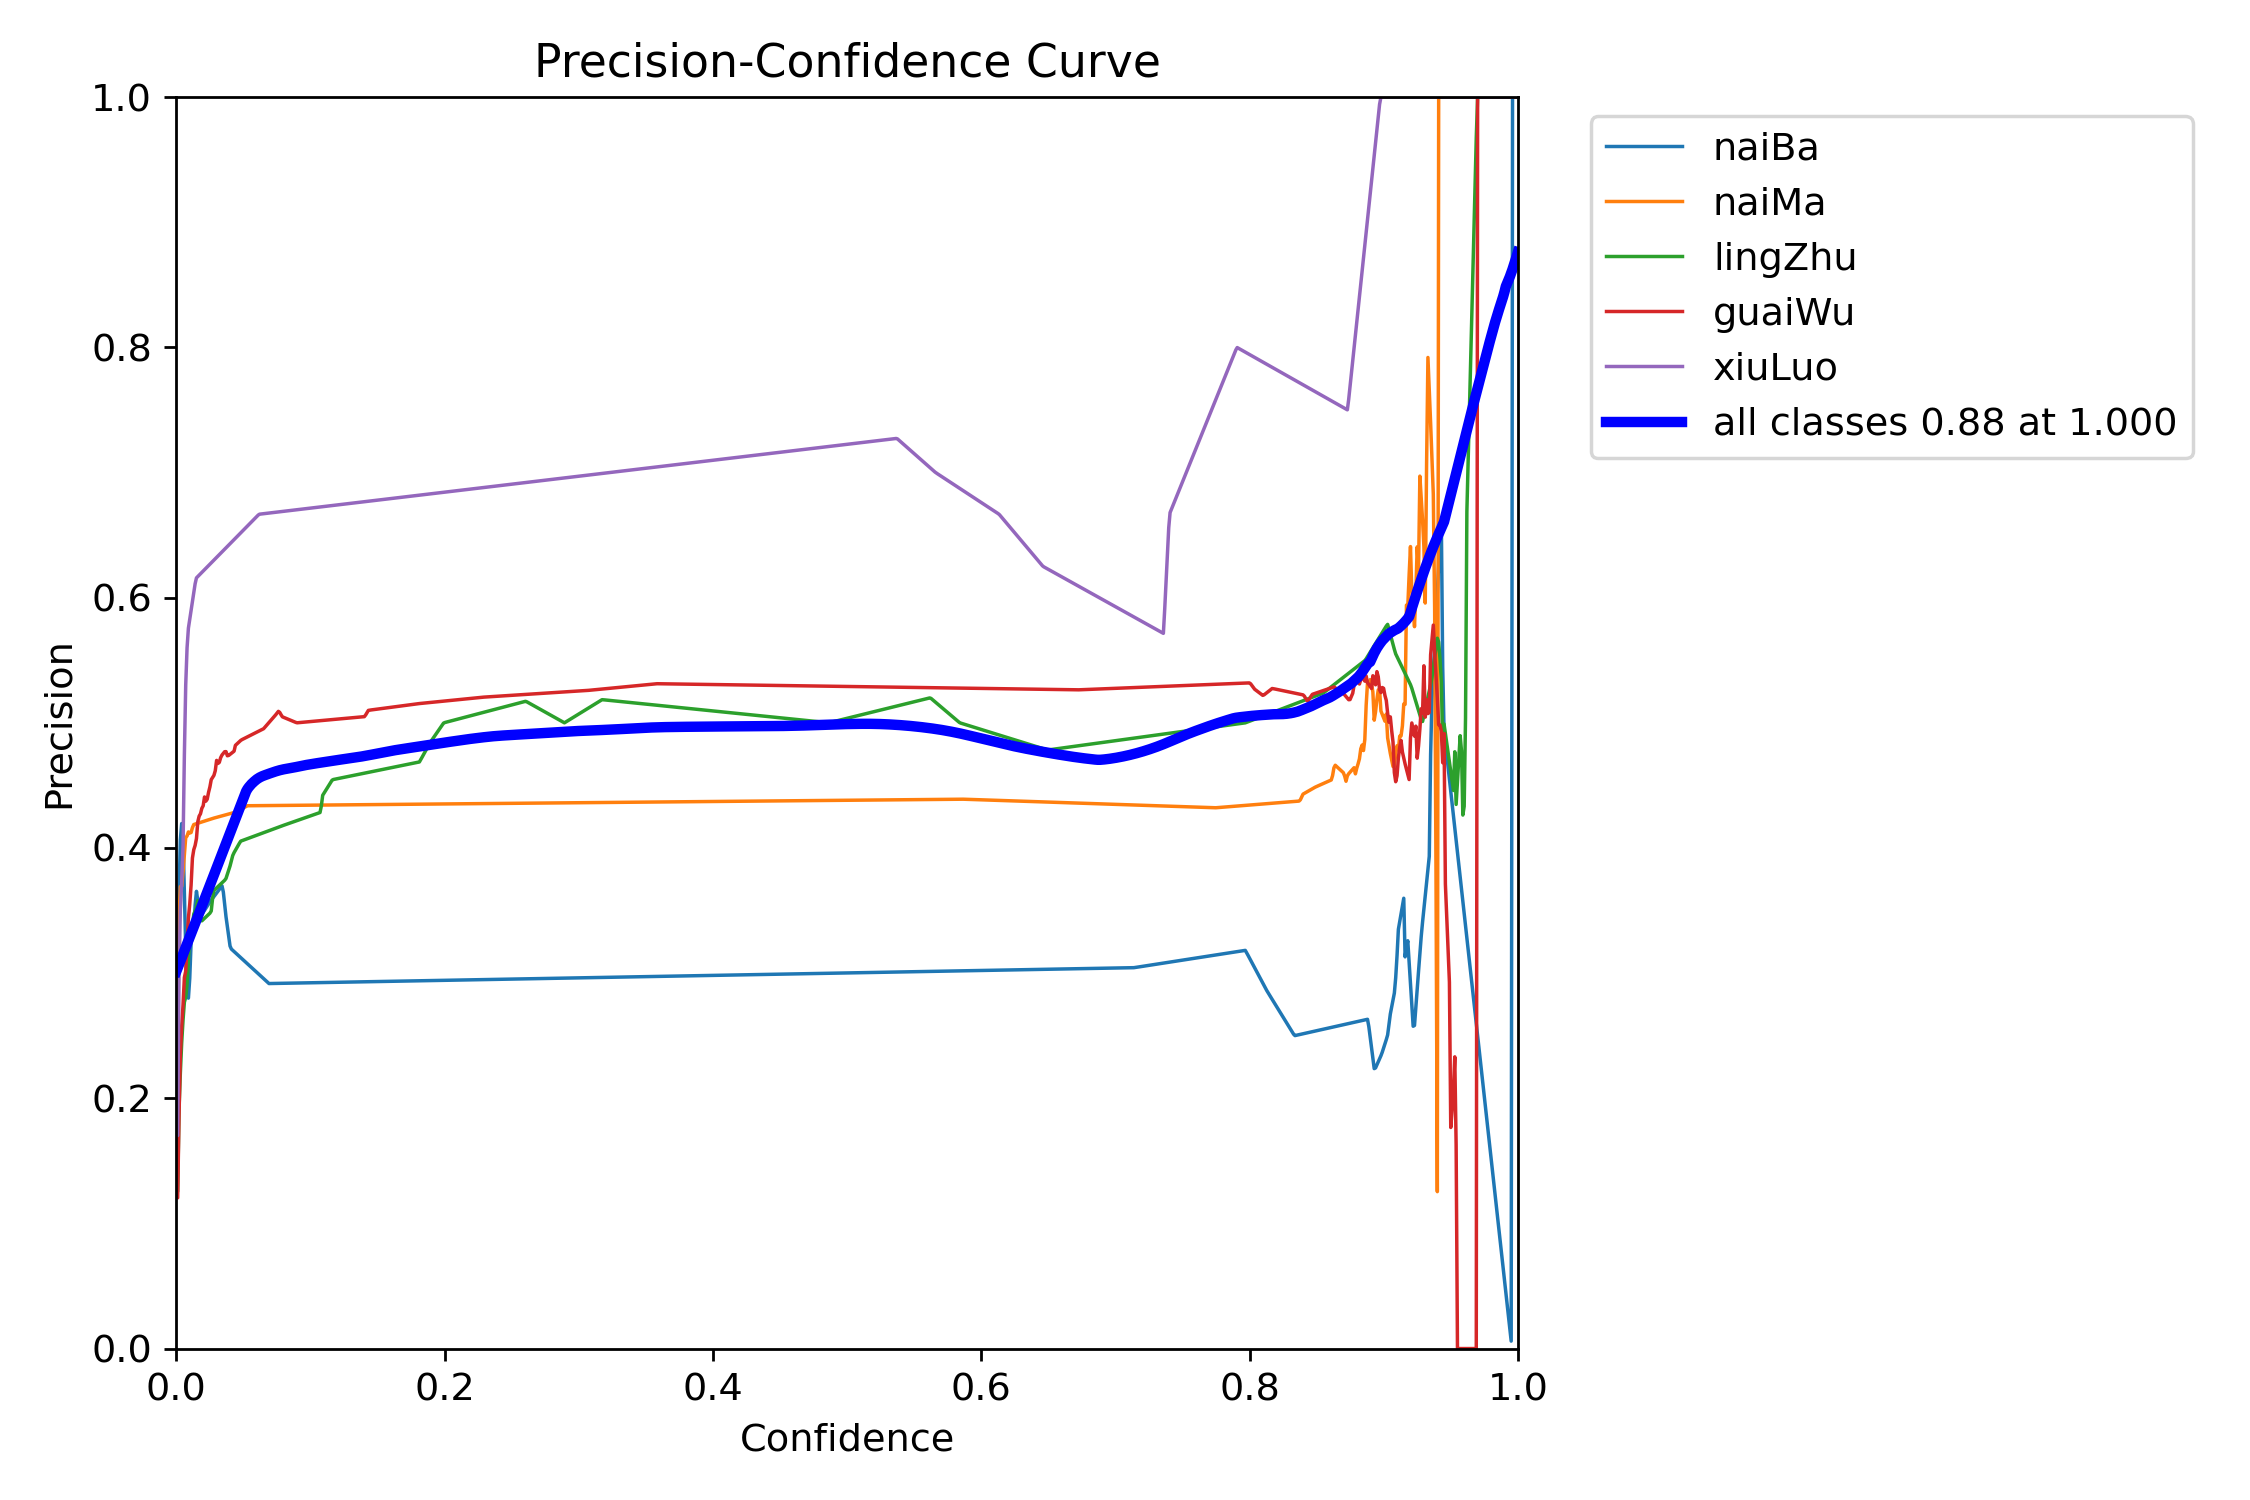 Precision-Confidence Curve
1.0
0.8
0.6
0.4
0.2
0.0
Precision
0.0 0.2 0.4 0.6 0.8 1.0
Confidence
naiBa
naiMa
lingZhu
guaiWu
xiuLuo
all classes 0.88 at 1.000